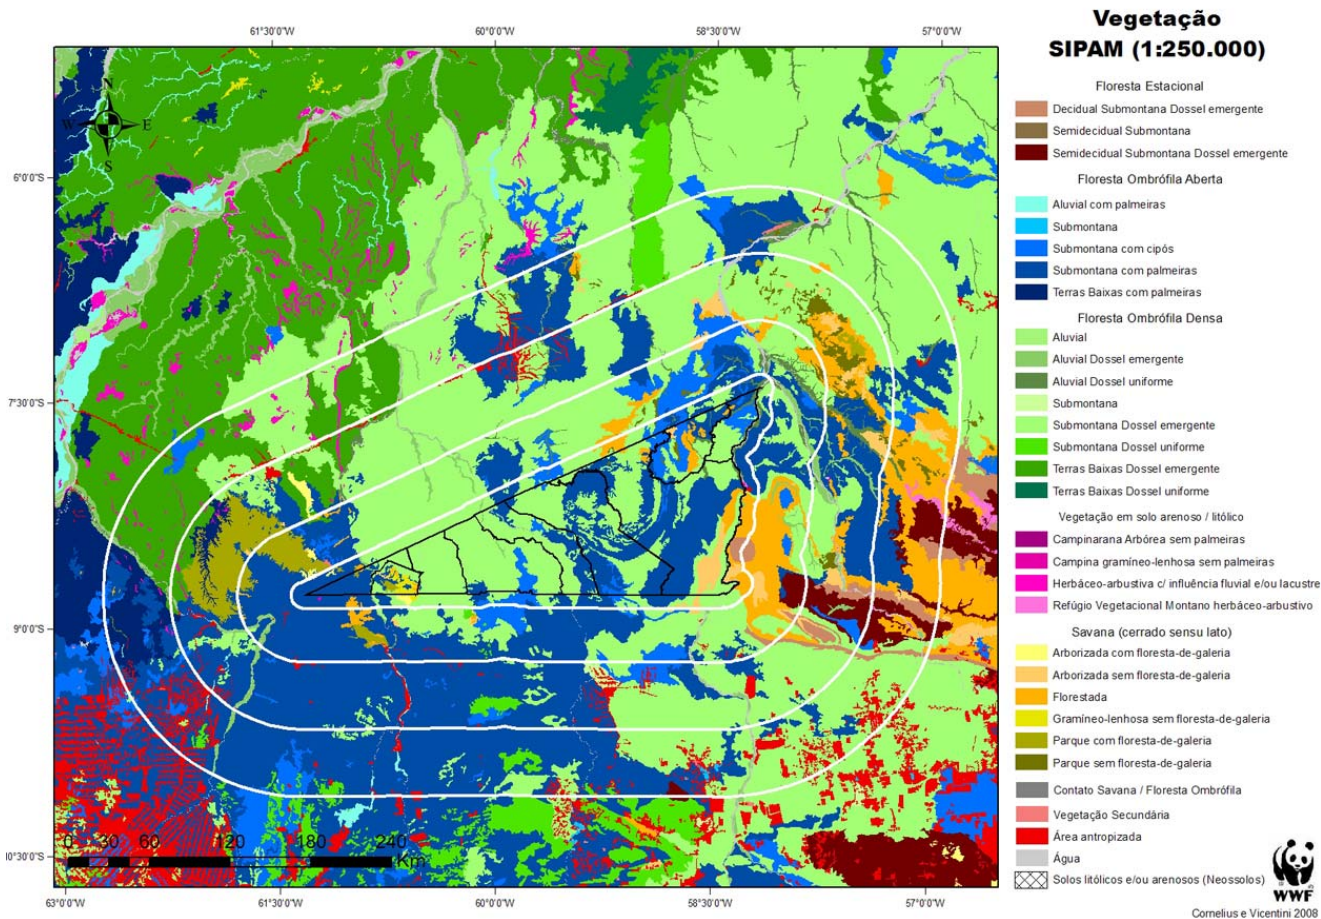 Vegetação
SIPAM (1:250.000)
61°30'0"W 60°0'0"W 58°30'0"W 57°0'0"W
N
W E
S
6°0'0"S
7°30'0"S
9°0'0"S
10°30'0"S
0 30 60 120 180 240
Km
63°0'0"W 61°30'0"W 60°0'0"W 58°30'0"W 57°0'0"W
Floresta Estacional
Decidual Submontana Dossel emergente
Semidecidual Submontana
Semidecidual Submontana Dossel emergente
Floresta Ombrófila Aberta
Aluvial com palmeiras
Submontana
Submontana com cipós
Submontana com palmeiras
Terras Baixas com palmeiras
Floresta Ombrófila Densa
Aluvial
Aluvial Dossel emergente
Aluvial Dossel uniforme
Submontana
Submontana Dossel emergente
Submontana Dossel uniforme
Terras Baixas Dossel emergente
Terras Baixas Dossel uniforme
Vegetação em solo arenoso / litólico
Campinarana Arbórea sem palmeiras
Campina gramíneo-lenhosa sem palmeiras
Herbáceo-arbustiva c/ influência fluvial e/ou lacustre
Refúgio Vegetacional Montano herbáceo-arbustivo
Savana (cerrado sensu lato)
Arborizada com floresta-de-galeria
Arborizada sem floresta-de-galeria
Florestada
Gramíneo-lenhosa sem floresta-de-galeria
Parque com floresta-de-galeria
Parque sem floresta-de-galeria
Contato Savana / Floresta Ombrófila
Vegetação Secundária
Área antropizada
Água
Solos litólicos e/ou arenosos (Neossolos)
WWF
Cornelius e Vicentini 2008